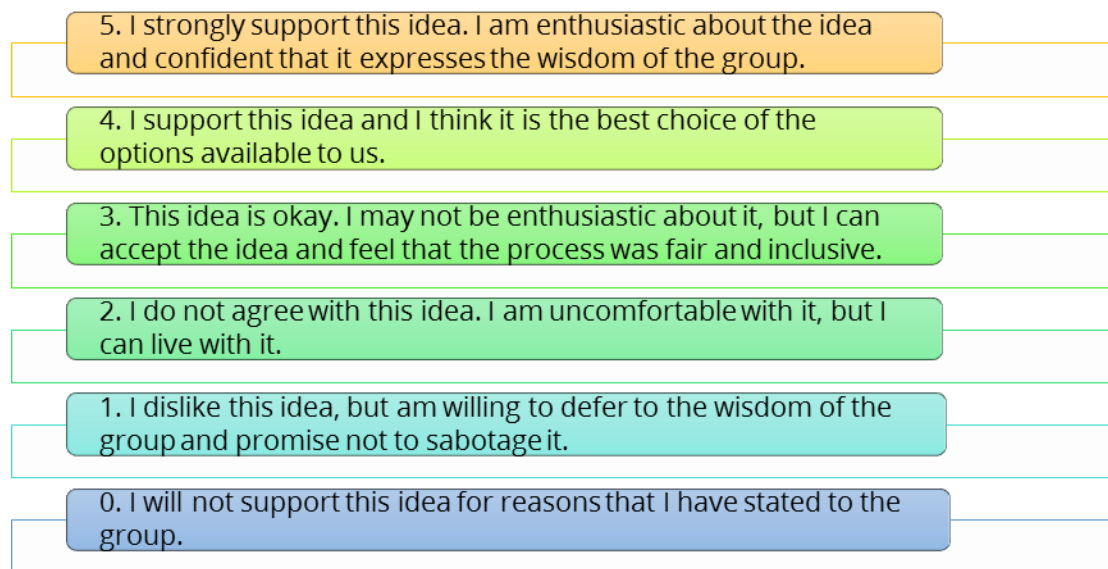 5. I strongly support this idea. I am enthusiastic about the idea
and confident that it expresses the wisdom of the group.
4. I support this idea and I think it is the best choice of the
options available to us.
3. This idea is okay. I may not be enthusiastic about it, but I can
accept the idea and feel that the process was fair and inclusive.
2. I do not agree with this idea. I am uncomfortable with it, but I
can live with it.
1. I dislike this idea, but am willing to defer to the wisdom of the
group and promise not to sabotage it.
0. I will not support this idea for reasons that I have stated to the
group.